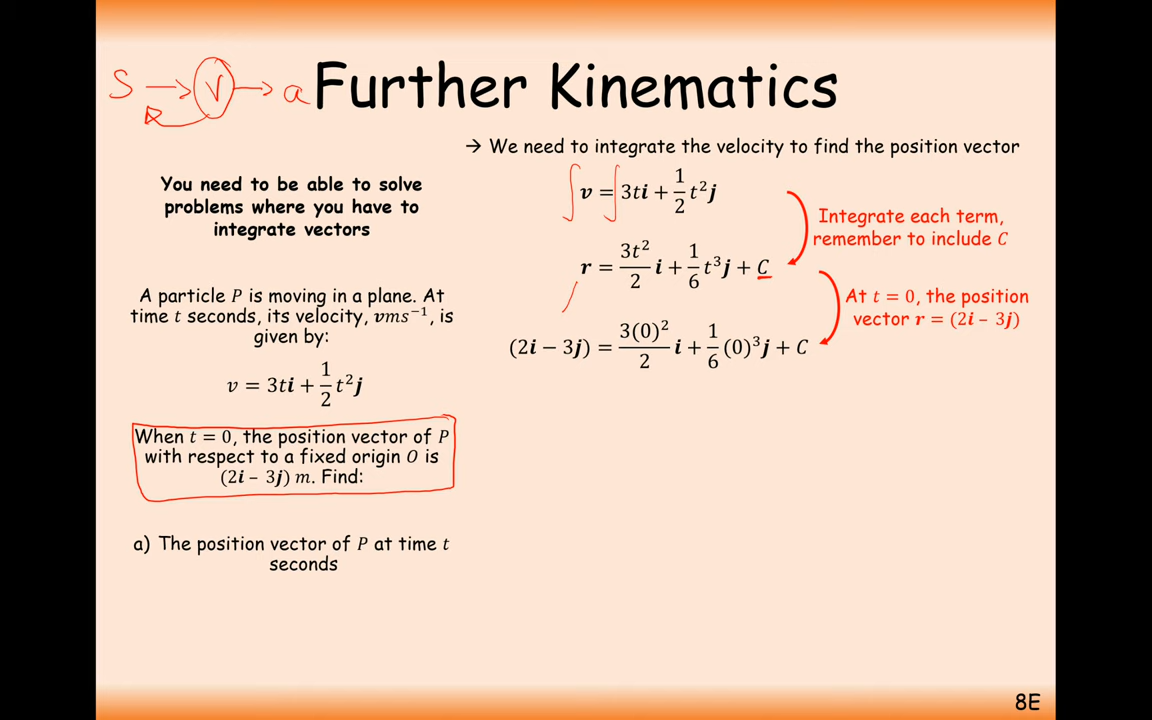 S → V → a
Further Kinematics
You need to be able to solve
problems where you have to
integrate vectors
A particle P is moving in a plane. At
time t seconds, its velocity, vms⁻¹, is
given by:
v = 3ti + 1/2 t²j
When t = 0, the position vector of P
with respect to a fixed origin O is
(2i – 3j) m. Find:
a) The position vector of P at time t
seconds
→ We need to integrate the velocity to find the position vector
∫ v = ∫ 3ti + 1/2 t²j
Integrate each term,
remember to include C
r = 3t²/2 i + 1/6 t³j + C
At t = 0, the position
vector r = (2i – 3j)
(2i − 3j) = 3(0)²/2 i + 1/6 (0)³j + C
8E